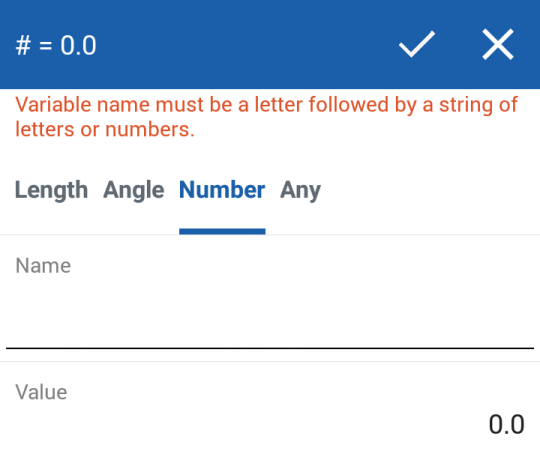 # = 0.0
Variable name must be a letter followed by a string of
letters or numbers.
Length Angle Number Any
Name
Value
0.0